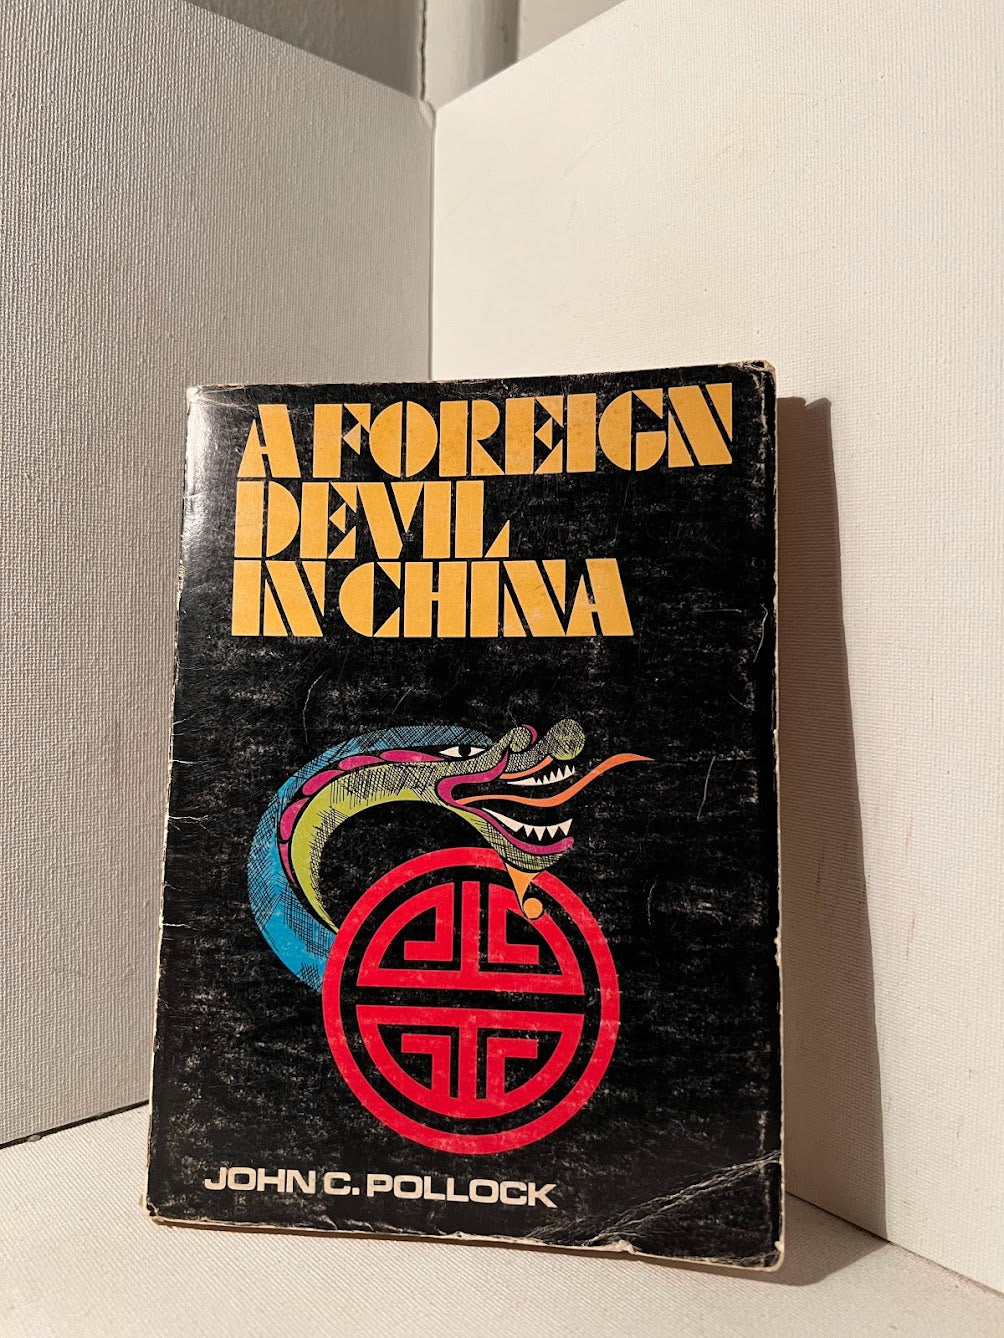 A FOREIGN
DEVIL
IN CHINA
JOHN C. POLLOCK